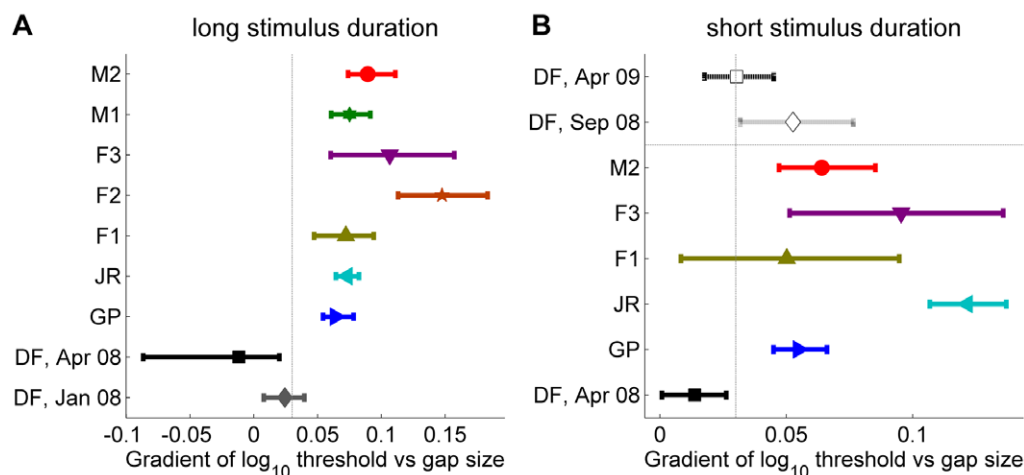 A long stimulus duration
M2
M1
F3
F2
F1
JR
GP
DF, Apr 08
DF, Jan 08
-0.1 -0.05 0 0.05 0.1 0.15
Gradient of log10 threshold vs gap size
B short stimulus duration
DF, Apr 09
DF, Sep 08
M2
F3
F1
JR
GP
DF, Apr 08
0 0.05 0.1
Gradient of log10 threshold vs gap size